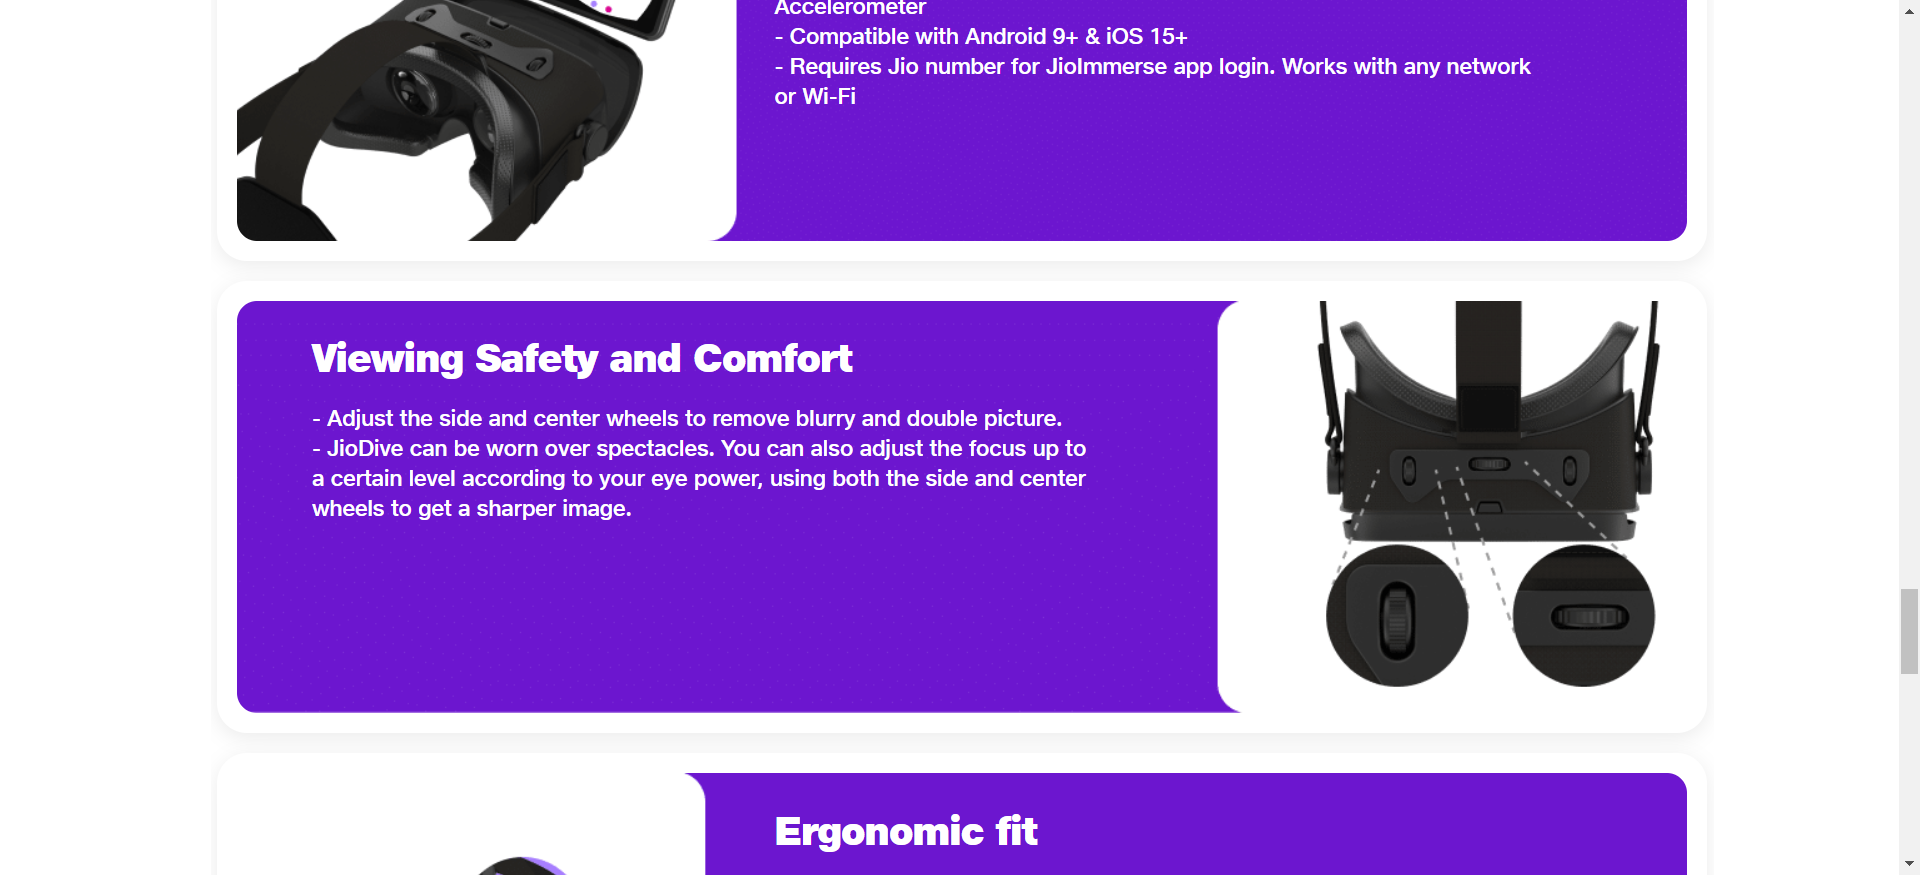 Accelerometer
- Compatible with Android 9+ & iOS 15+
- Requires Jio number for JioImmerse app login. Works with any network
or Wi-Fi
Viewing Safety and Comfort
- Adjust the side and center wheels to remove blurry and double picture.
- JioDive can be worn over spectacles. You can also adjust the focus up to
a certain level according to your eye power, using both the side and center
wheels to get a sharper image.
Ergonomic fit